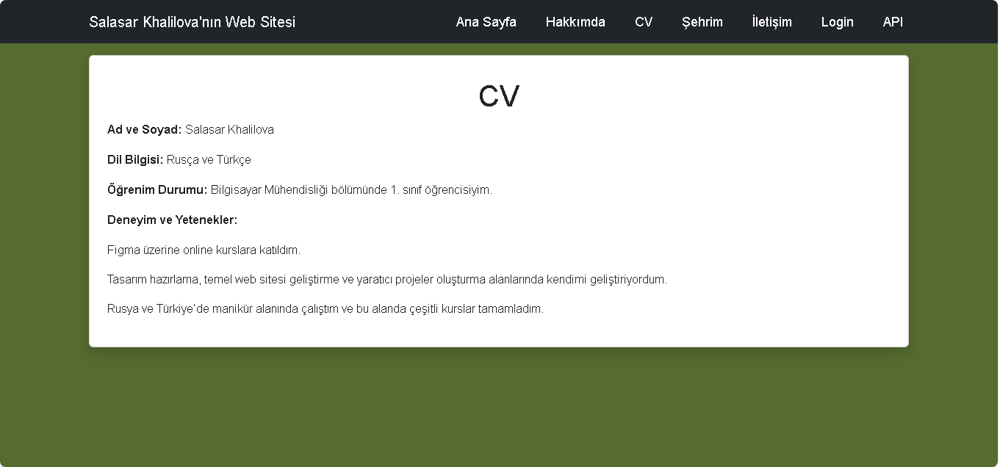 Salasar Khalilova'nın Web Sitesi
Ana Sayfa Hakkımda CV Şehrim İletişim Login API
CV
Ad ve Soyad: Salasar Khalilova
Dil Bilgisi: Rusça ve Türkçe
Öğrenim Durumu: Bilgisayar Mühendisliği bölümünde 1. sınıf öğrencisiyim.
Deneyim ve Yetenekler:
Figma üzerine online kurslara katıldım.
Tasarım hazırlama, temel web sitesi geliştirme ve yaratıcı projeler oluşturma alanlarında kendimi geliştiriyordum.
Rusya ve Türkiye'de manikür alanında çalıştım ve bu alanda çeşitli kurslar tamamladım.